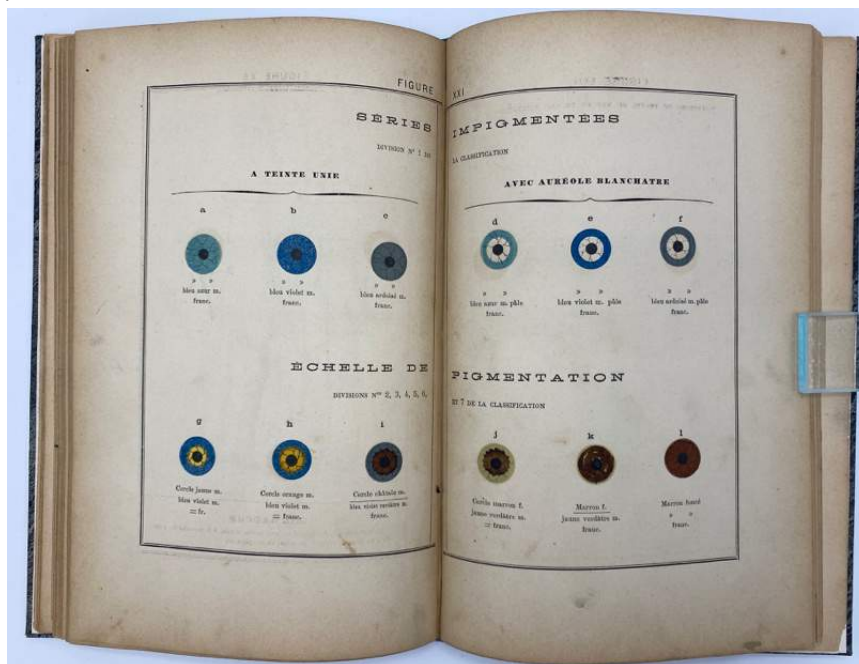 FIGURE XXI
SÉRIES IMPIGMENTÉES
DIVISION Nº 1 DE LA CLASSIFICATION
A TEINTE UNIE
AVEC AURÉOLE BLANCHATRE
a b c d e f
» » » » » » » » » » » »
bleu azur m. bleu violet m. bleu ardoisé m. bleu azur m. pâle bleu violet m. pâle bleu ardoisé m. pâle
franc. franc. franc. franc. franc. franc.
ÉCHELLE DE PIGMENTATION
DIVISIONS Nos 2, 3, 4, 5, 6, ET 7 DE LA CLASSIFICATION
g h i j k l
Cercle jaune m. Cercle orange m. Cercle châtain m. Cercle marron f. Marron f. Marron foncé
bleu violet m. bleu violet m. bleu violet verdâtre m. jaune verdâtre m. jaune verdâtre m. » »
= fr. = franc. franc. = franc. franc. franc.